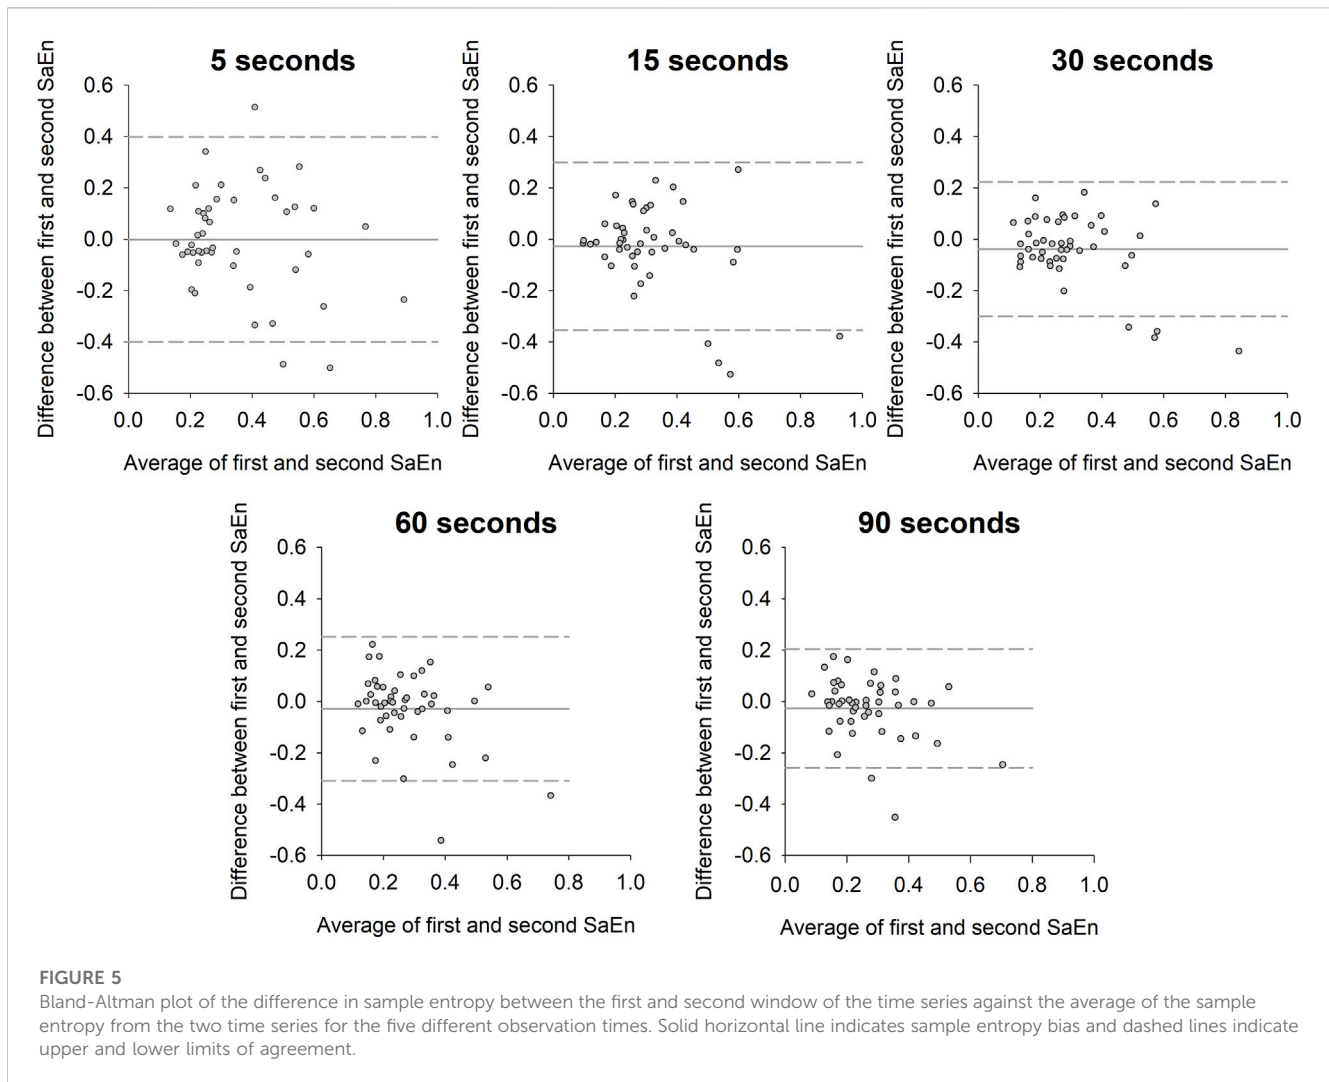 5 seconds
Difference between first and second SaEn
0.6
0.4
0.2
0.0
-0.2
-0.4
-0.6
0.0 0.2 0.4 0.6 0.8 1.0
Average of first and second SaEn
15 seconds
Difference between first and second SaEn
0.6
0.4
0.2
0.0
-0.2
-0.4
-0.6
0.0 0.2 0.4 0.6 0.8 1.0
Average of first and second SaEn
30 seconds
Difference between first and second SaEn
0.6
0.4
0.2
0.0
-0.2
-0.4
-0.6
0.0 0.2 0.4 0.6 0.8 1.0
Average of first and second SaEn
60 seconds
Difference between first and second SaEn
0.6
0.4
0.2
0.0
-0.2
-0.4
-0.6
0.0 0.2 0.4 0.6 0.8 1.0
Average of first and second SaEn
90 seconds
Difference between first and second SaEn
0.6
0.4
0.2
0.0
-0.2
-0.4
-0.6
0.0 0.2 0.4 0.6 0.8 1.0
Average of first and second SaEn
FIGURE 5
Bland-Altman plot of the difference in sample entropy between the first and second window of the time series against the average of the sample
entropy from the two time series for the five different observation times. Solid horizontal line indicates sample entropy bias and dashed lines indicate
upper and lower limits of agreement.